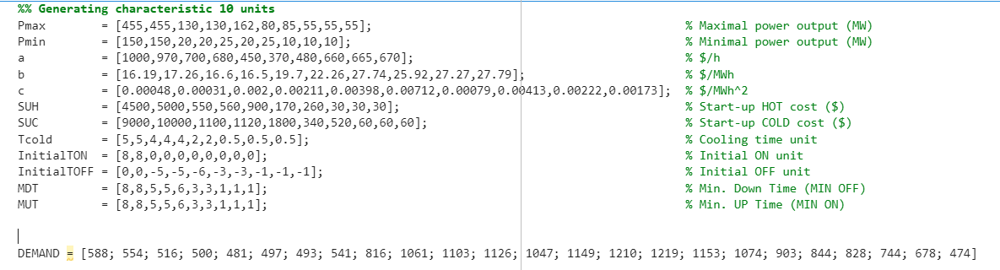 %% Generating characteristic 10 units
Pmax = [455,455,130,130,162,80,85,55,55,55]; % Maximal power output (MW)
Pmin = [150,150,20,20,25,20,25,10,10,10]; % Minimal power output (MW)
a = [1000,970,700,680,450,370,480,660,665,670]; % $/h
b = [16.19,17.26,16.6,16.5,19.7,22.26,27.74,25.92,27.27,27.79]; % $/MWh
c = [0.00048,0.00031,0.002,0.00211,0.00398,0.00712,0.00079,0.00413,0.00222,0.00173]; % $/MWh^2
SUH = [4500,5000,550,560,900,170,260,30,30,30]; % Start-up HOT cost ($)
SUC = [9000,10000,1100,1120,1800,340,520,60,60,60]; % Start-up COLD cost ($)
Tcold = [5,5,4,4,4,2,2,0.5,0.5,0.5]; % Cooling time unit
InitialTON = [8,8,0,0,0,0,0,0,0,0]; % Initial ON unit
InitialTOFF = [0,0,-5,-5,-6,-3,-3,-1,-1,-1]; % Initial OFF unit
MDT = [8,8,5,5,6,3,3,1,1,1]; % Min. Down Time (MIN OFF)
MUT = [8,8,5,5,6,3,3,1,1,1]; % Min. UP Time (MIN ON)
DEMAND = [588; 554; 516; 500; 481; 497; 493; 541; 816; 1061; 1103; 1126; 1047; 1149; 1210; 1219; 1153; 1074; 903; 844; 828; 744; 678; 474]